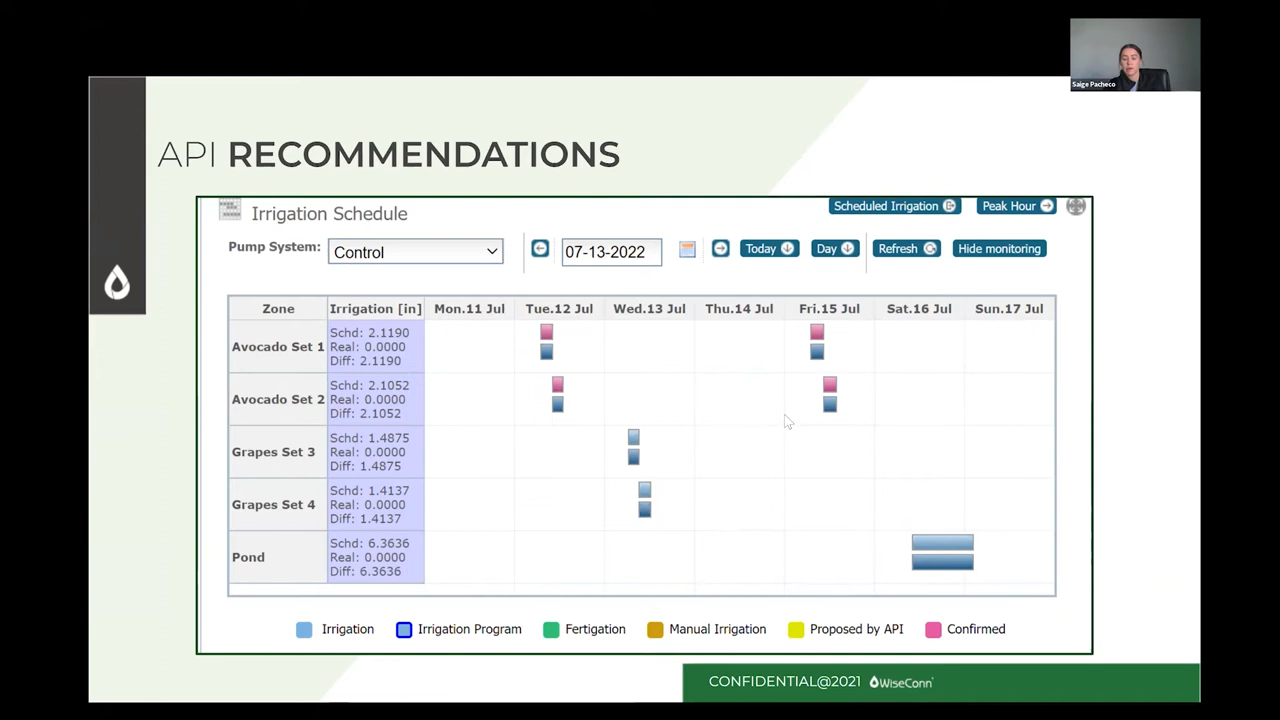 Saige Pacheco
API RECOMMENDATIONS
Irrigation Schedule
Scheduled Irrigation
Peak Hour
Pump System:
Control
07-13-2022
Today
Day
Refresh
Hide monitoring
Zone Irrigation [in] Mon.11 Jul Tue.12 Jul Wed.13 Jul Thu.14 Jul Fri.15 Jul Sat.16 Jul Sun.17 Jul
Avocado Set 1
Schd: 2.1190
Real: 0.0000
Diff: 2.1190
Avocado Set 2
Schd: 2.1052
Real: 0.0000
Diff: 2.1052
Grapes Set 3
Schd: 1.4875
Real: 0.0000
Diff: 1.4875
Grapes Set 4
Schd: 1.4137
Real: 0.0000
Diff: 1.4137
Pond
Schd: 6.3636
Real: 0.0000
Diff: 6.3636
Irrigation Irrigation Program Fertigation Manual Irrigation Proposed by API Confirmed
CONFIDENTIAL@2021 WiseConn